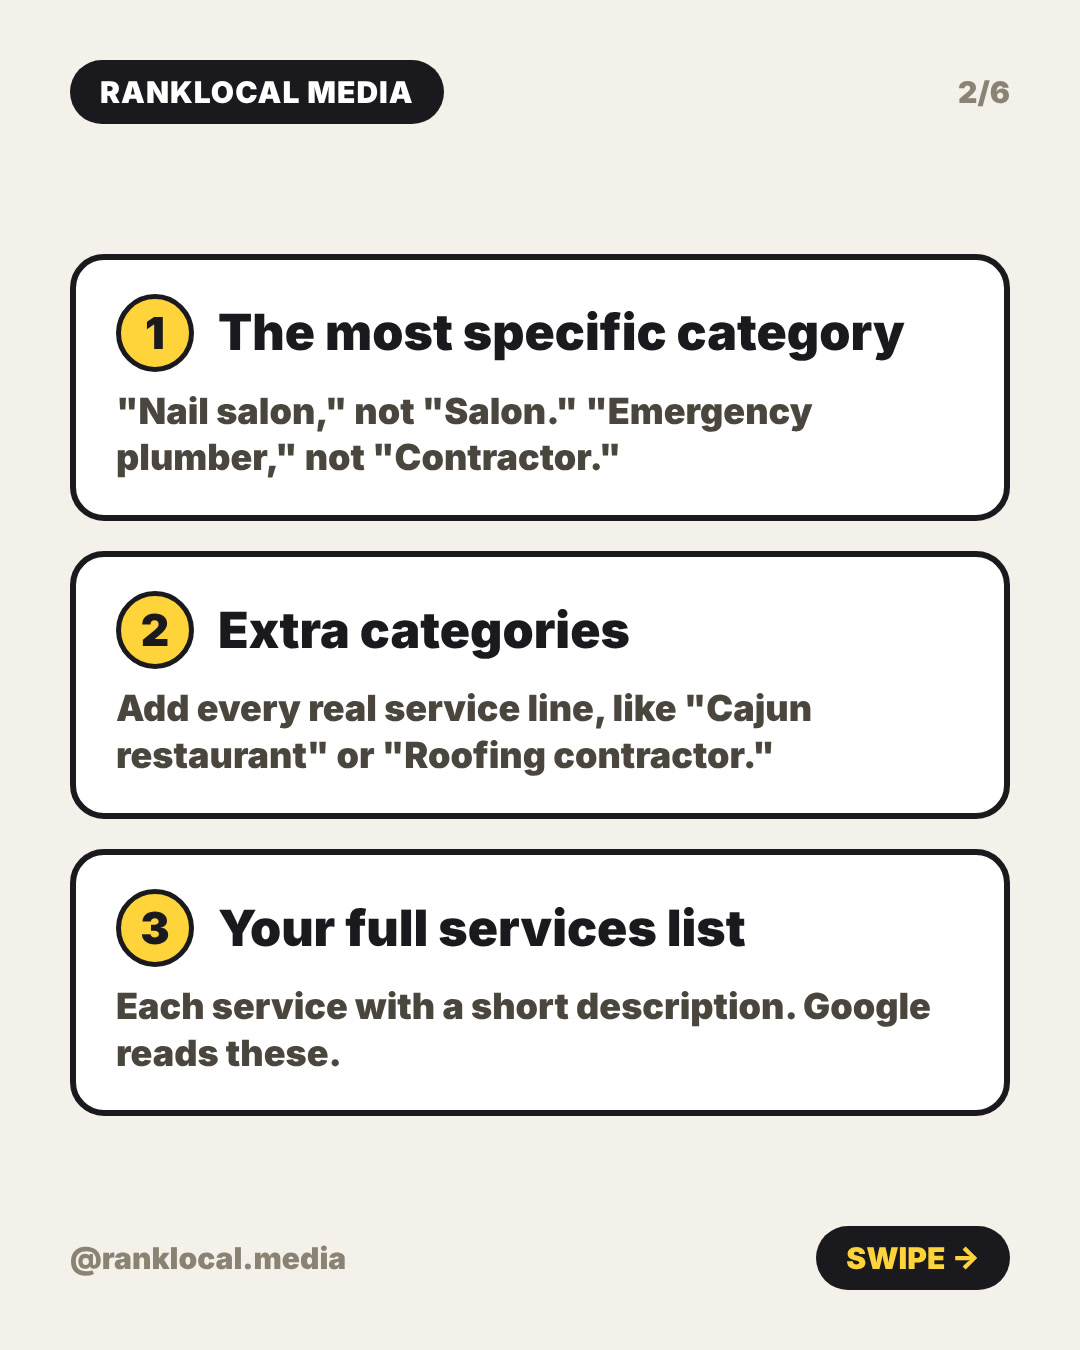 RANKLOCAL MEDIA
2/6
1 The most specific category
"Nail salon," not "Salon." "Emergency
plumber," not "Contractor."
2 Extra categories
Add every real service line, like "Cajun
restaurant" or "Roofing contractor."
3 Your full services list
Each service with a short description. Google
reads these.
@ranklocal.media
SWIPE →